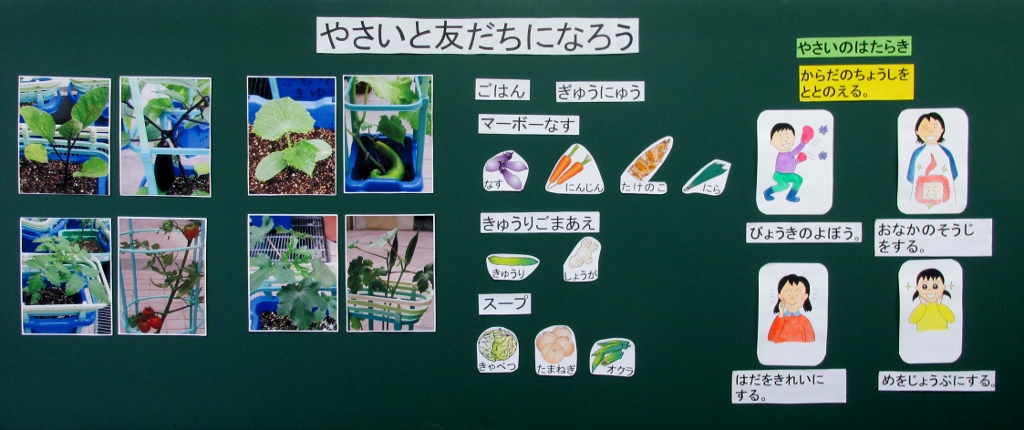 やさいと友だちになろう
ごはん
ぎゅうにゅう
マーボーなす
なす
にんじん
たけのこ
にら
きゅうりごまあえ
きゅうり
しょうが
スープ
きゃべつ
たまねぎ
オクラ
やさいのはたらき
からだのちょうしを
ととのえる。
びょうきのよぼう。
おなかのそうじ
をする。
はだをきれいに
する。
めをじょうぶにする。